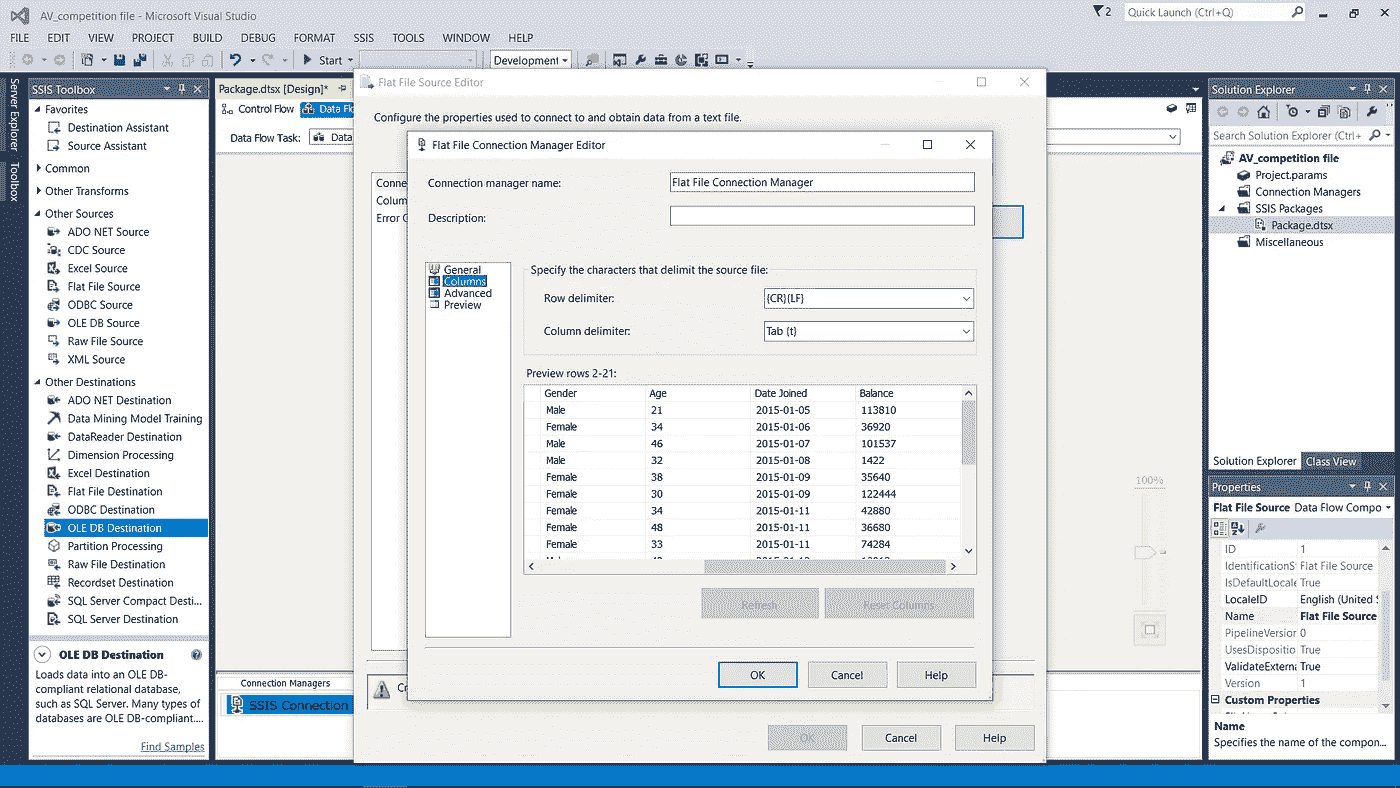 AV_competition file - Microsoft Visual Studio
2
Quick Launch (Ctrl+Q)
FILE EDIT VIEW PROJECT BUILD DEBUG FORMAT SSIS TOOLS WINDOW HELP
Start
Development
Server Explorer
Toolbox
SSIS Toolbox
Favorites
Destination Assistant
Source Assistant
Common
Other Transforms
Other Sources
ADO NET Source
CDC Source
Excel Source
Flat File Source
ODBC Source
OLE DB Source
Raw File Source
XML Source
Other Destinations
ADO NET Destination
Data Mining Model Training
DataReader Destination
Dimension Processing
Excel Destination
Flat File Destination
ODBC Destination
OLE DB Destination
Partition Processing
Raw File Destination
Recordset Destination
SQL Server Compact Desti...
SQL Server Destination
OLE DB Destination
Loads data into an OLE DB-
compliant relational database,
such as SQL Server. Many types of
databases are OLE DB-compliant....
Find Samples
Package.dtsx [Design]*
Control Flow
Data Flo
Data Flow Task:
Data
Connection Managers
SSIS Connection
Flat File Source Editor
Configure the properties used to connect to and obtain data from a text file.
Conne
Colum
Error O
OK
Cancel
Help
Flat File Connection Manager Editor
Connection manager name:
Flat File Connection Manager
Description:
General
Columns
Advanced
Preview
Specify the characters that delimit the source file:
Row delimiter:
{CR}{LF}
Column delimiter:
Tab {t}
Preview rows 2-21:
Gender Age Date Joined Balance
Male 21 2015-01-05 113810
Female 34 2015-01-06 36920
Male 46 2015-01-07 101537
Male 32 2015-01-08 1422
Female 38 2015-01-09 35640
Female 30 2015-01-09 122444
Female 34 2015-01-11 42880
Female 48 2015-01-11 36680
Female 33 2015-01-11 74284
Refresh
Reset Columns
OK
Cancel
Help
100%
Solution Explorer
Search Solution Explorer (Ctrl+
AV_competition file
Project.params
Connection Managers
SSIS Packages
Package.dtsx
Miscellaneous
Solution Explorer
Class View
Properties
Flat File Source Data Flow Compo
ID 1
IdentificationS Flat File Source
IsDefaultLocale True
LocaleID English (United S
Name Flat File Source
PipelineVersion 0
UsesDispositio True
ValidateExterna True
Version 1
Custom Properties
Name
Specifies the name of the compon...